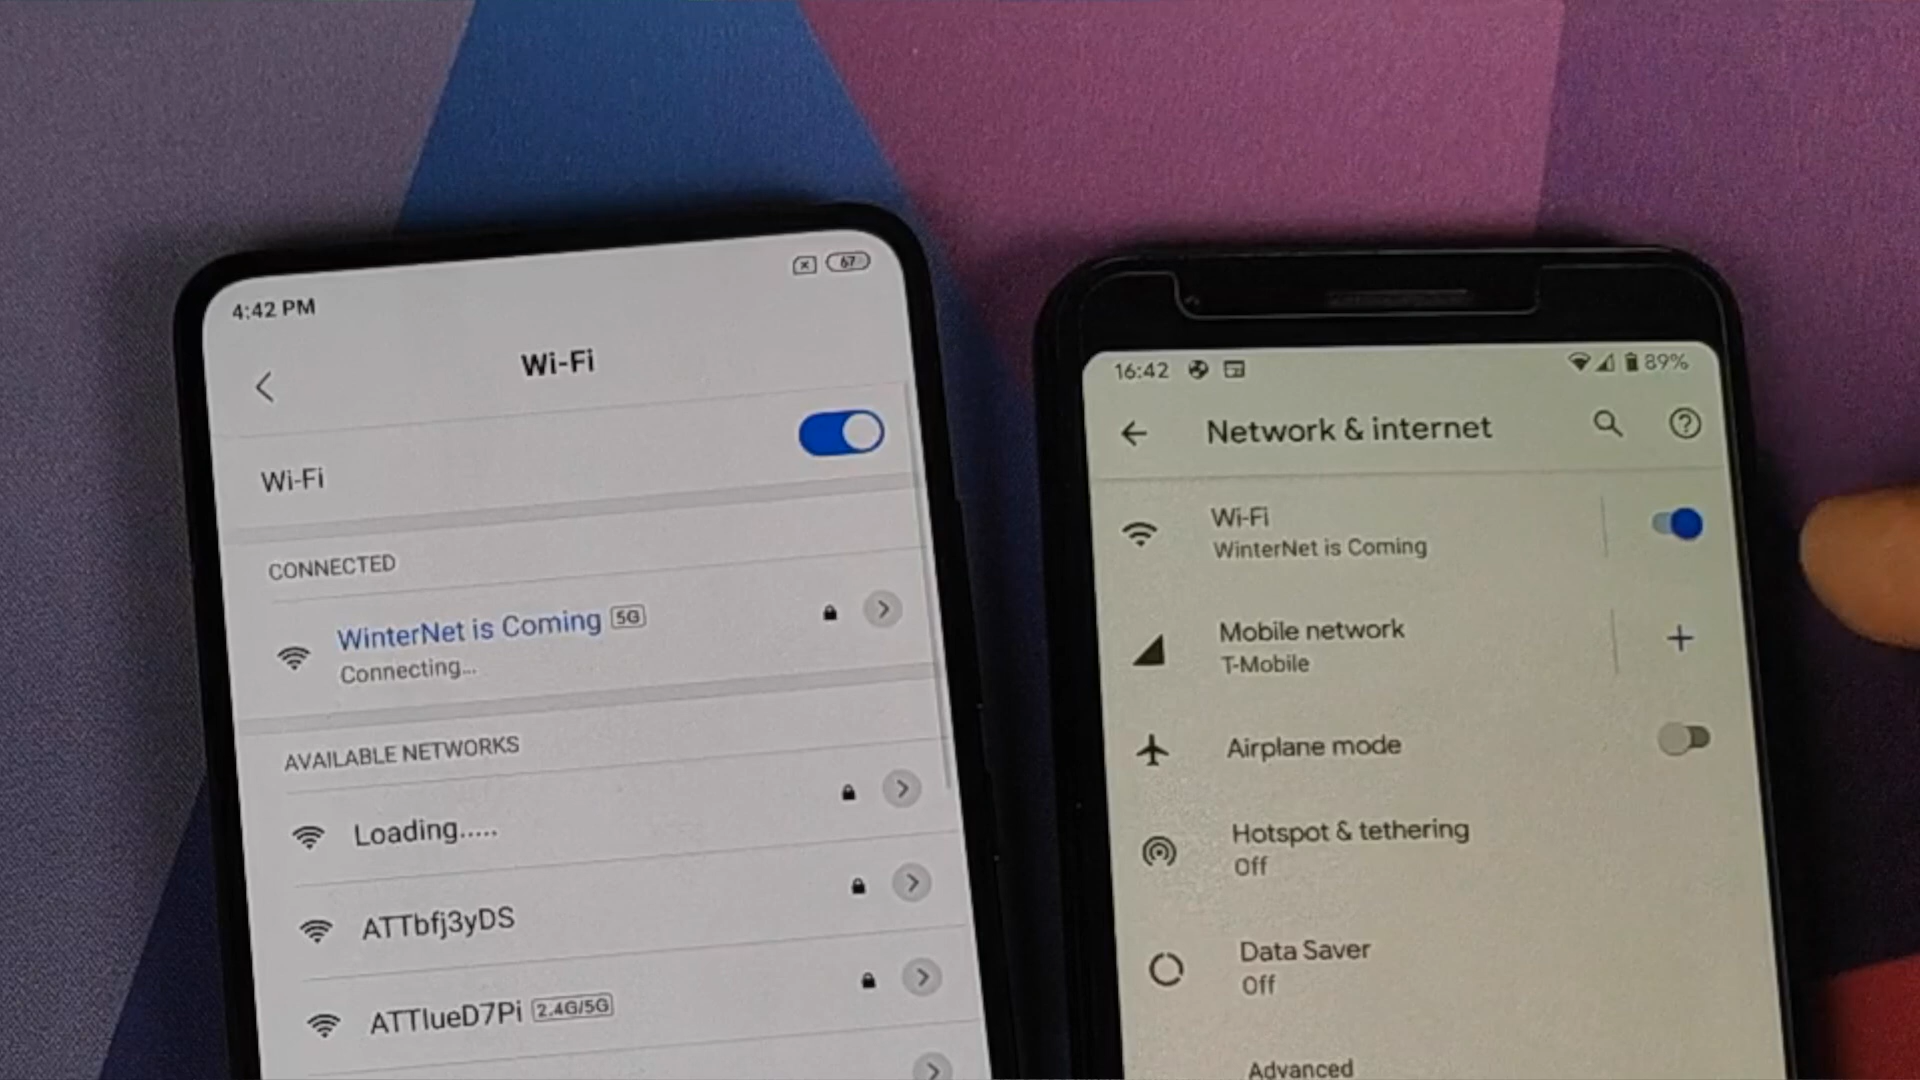 4:42 PM
67
Wi-Fi
Wi-Fi
CONNECTED
WinterNet is Coming 5G
Connecting...
AVAILABLE NETWORKS
Loading.....
ATTbfj3yDS
ATTlueD7Pi 2.4G/5G
16:42
89%
Network & internet
Wi-Fi
WinterNet is Coming
Mobile network
T-Mobile
Airplane mode
Hotspot & tethering
Off
Data Saver
Off
Advanced